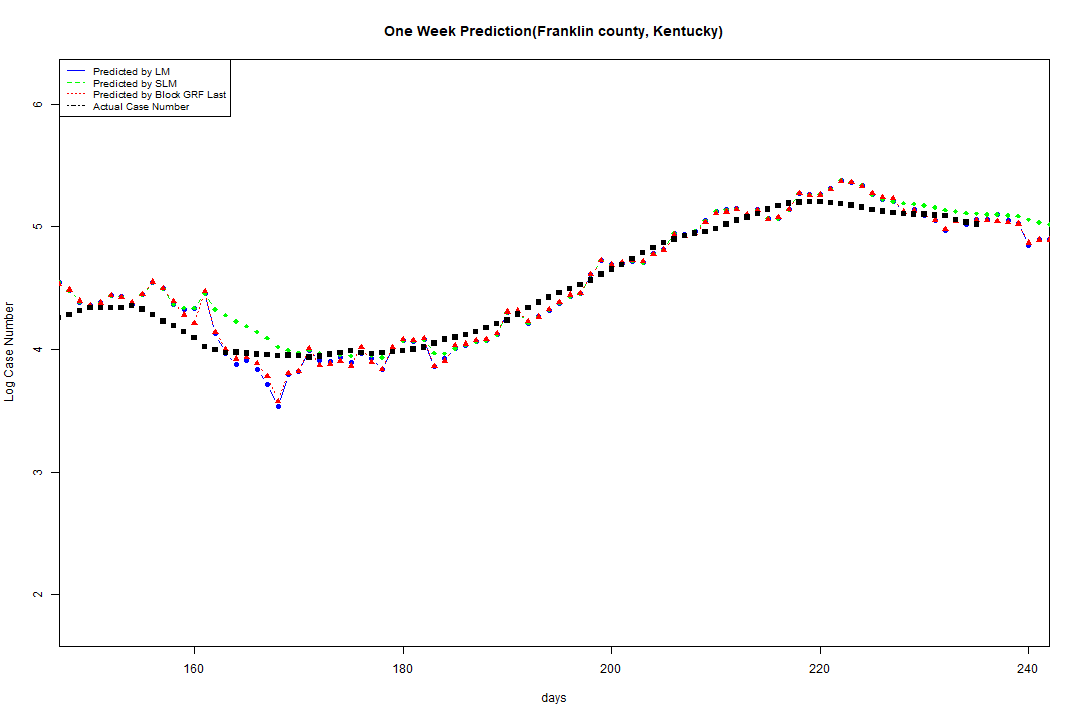 One Week Prediction(Franklin county, Kentucky)
Predicted by LM
Predicted by SLM
Predicted by Block GRF Last
Actual Case Number
6
5
4
3
2
Log Case Number
160 180 200 220 240
days